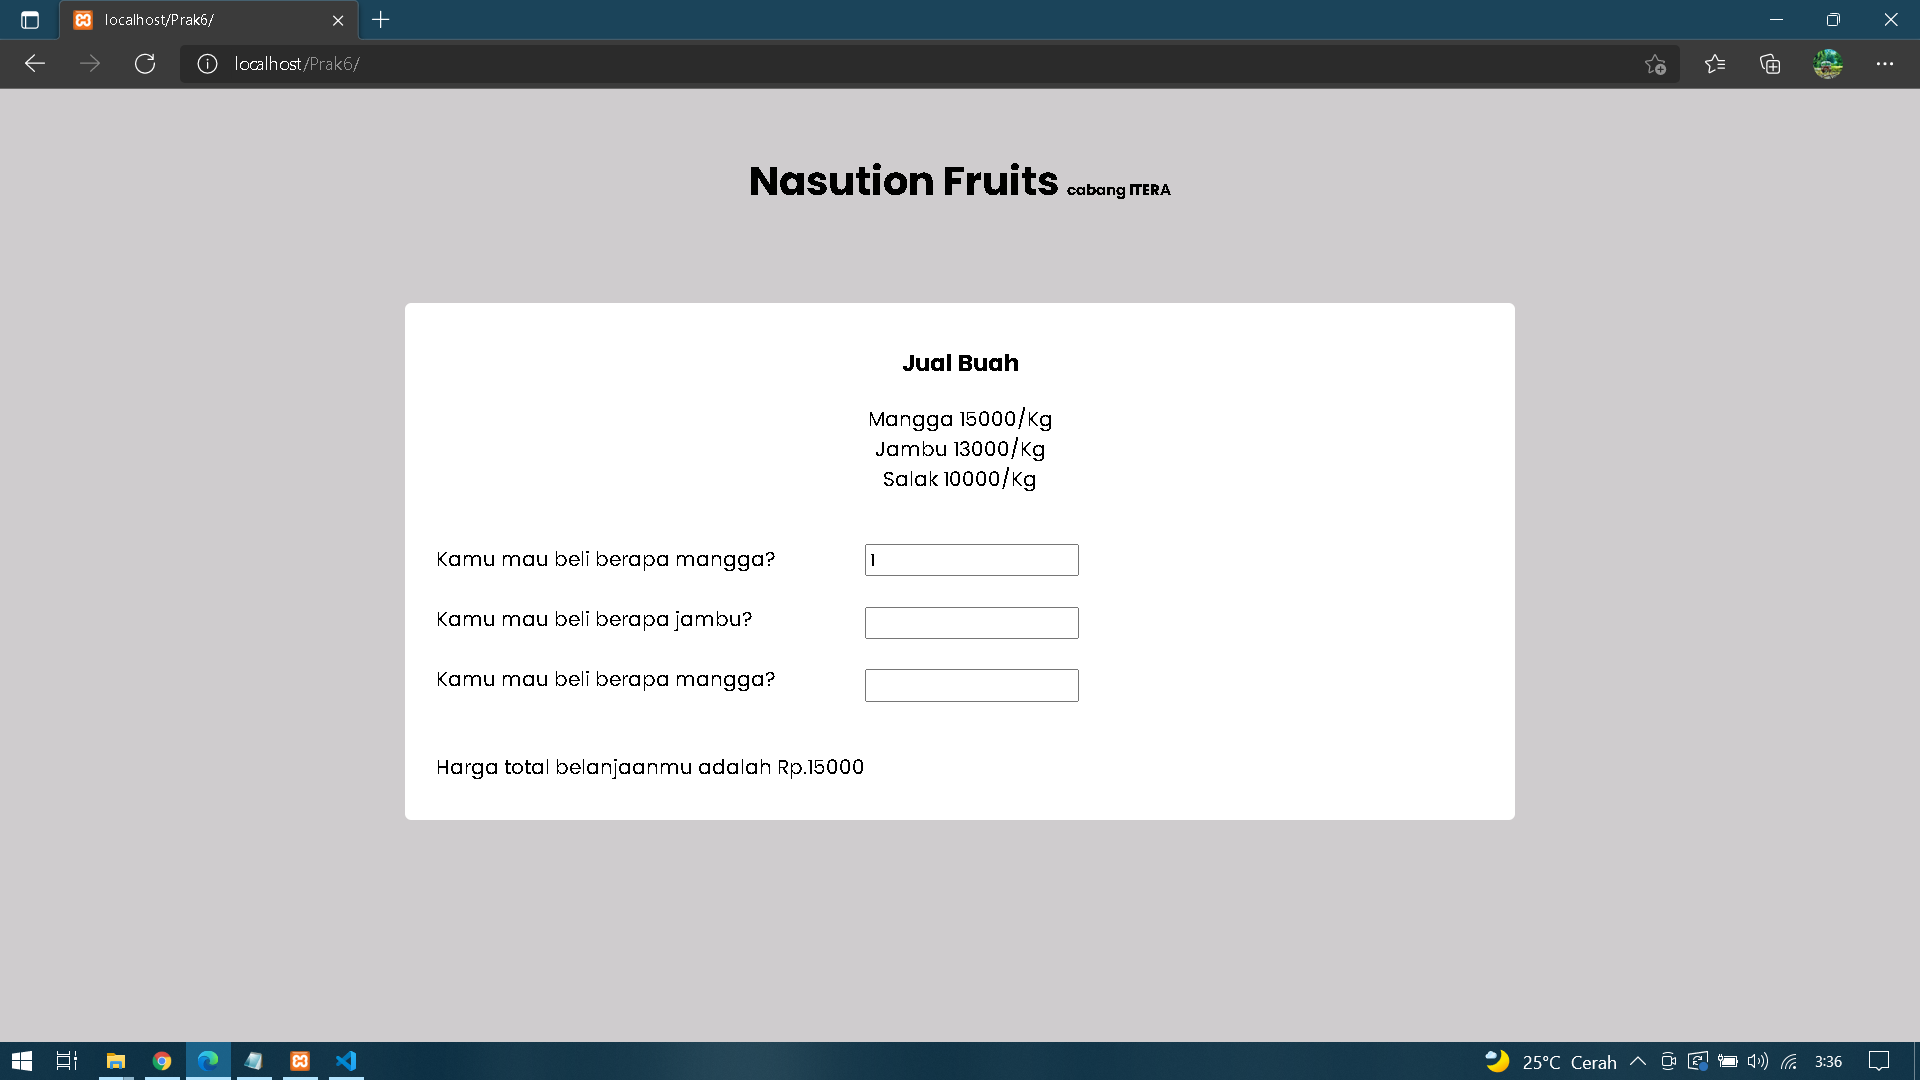 localhost/Prak6/
localhost/Prak6/
Nasution Fruits cabang ITERA
Jual Buah
Mangga 15000/Kg
Jambu 13000/Kg
Salak 10000/Kg
Kamu mau beli berapa mangga? 1
Kamu mau beli berapa jambu?
Kamu mau beli berapa mangga?
Harga total belanjaanmu adalah Rp.15000
25°C Cerah 3:36